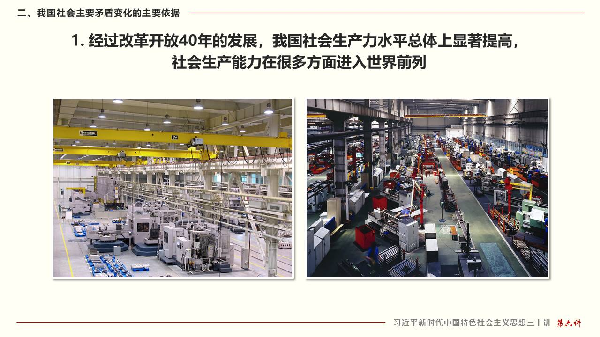 二、我国社会主要矛盾变化的主要依据
1. 经过改革开放40年的发展，我国社会生产力水平总体上显著提高，
社会生产能力在很多方面进入世界前列
习近平新时代中国特色社会主义思想三十讲 第六讲